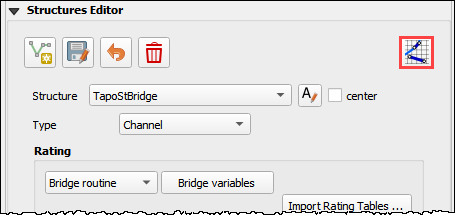 Structures Editor
Structure TapoStBridge center
Type Channel
Rating
Bridge routine Bridge variables
Import Rating Tables ...